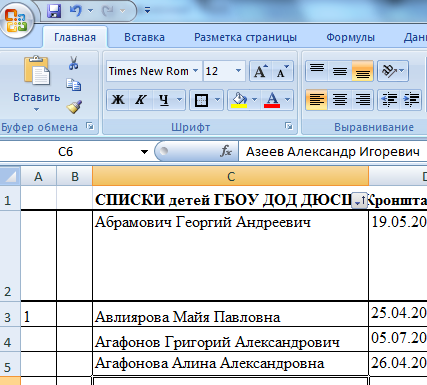 Главная Вставка Разметка страницы Формулы Дан
Вставить
Times New Rom 12 A A
Ж К Ч А
Буфер обмена Шрифт Выравнивание
C6 fx Азеев Александр Игоревич
A B C D
1 СПИСКИ детей ГБОУ ДОД ДЮСШ Кроншта
2 Абрамович Георгий Андреевич 19.05.20
3 1 Авлиярова Майя Павловна 25.04.20
4 Агафонов Григорий Александрович 05.07.20
5 Агафонова Алина Александровна 26.04.20